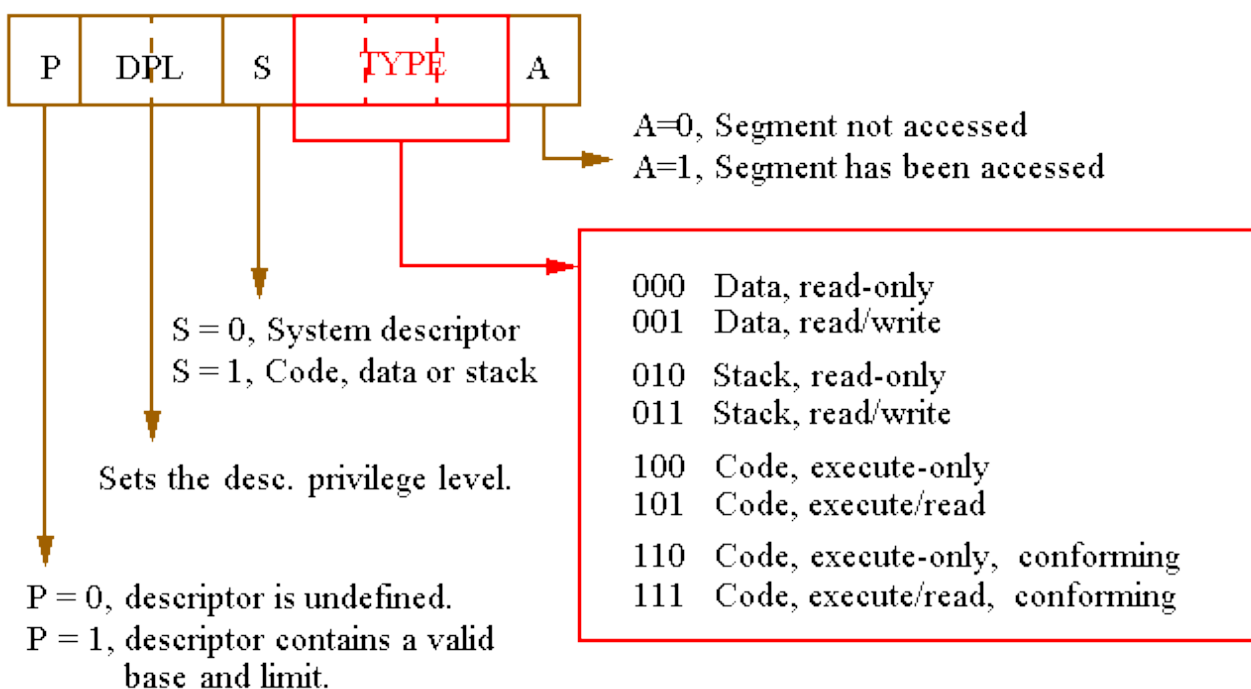 P DPL S TYPE A
A=0, Segment not accessed
A=1, Segment has been accessed
000 Data, read-only
001 Data, read/write
010 Stack, read-only
011 Stack, read/write
100 Code, execute-only
101 Code, execute/read
110 Code, execute-only, conforming
111 Code, execute/read, conforming
S = 0, System descriptor
S = 1, Code, data or stack
Sets the desc. privilege level.
P = 0, descriptor is undefined.
P = 1, descriptor contains a valid
base and limit.